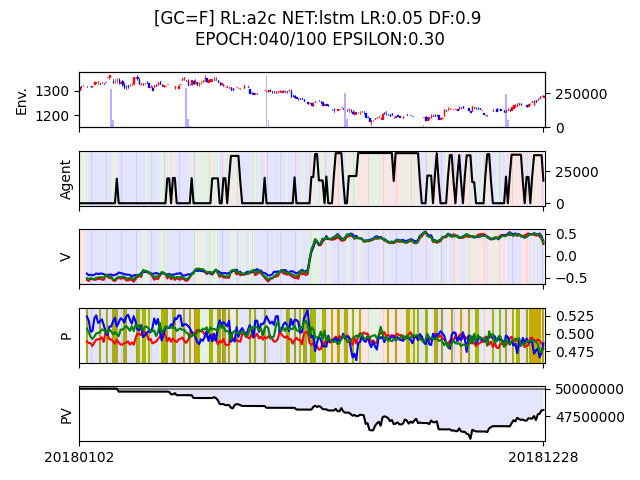 [GC=F] RL:a2c NET:lstm LR:0.05 DF:0.9
EPOCH:040/100 EPSILON:0.30
Env.
1300
1200
250000
0
Agent
25000
0
V
0.5
0.0
−0.5
P
0.525
0.500
0.475
PV
50000000
47500000
20180102
20181228